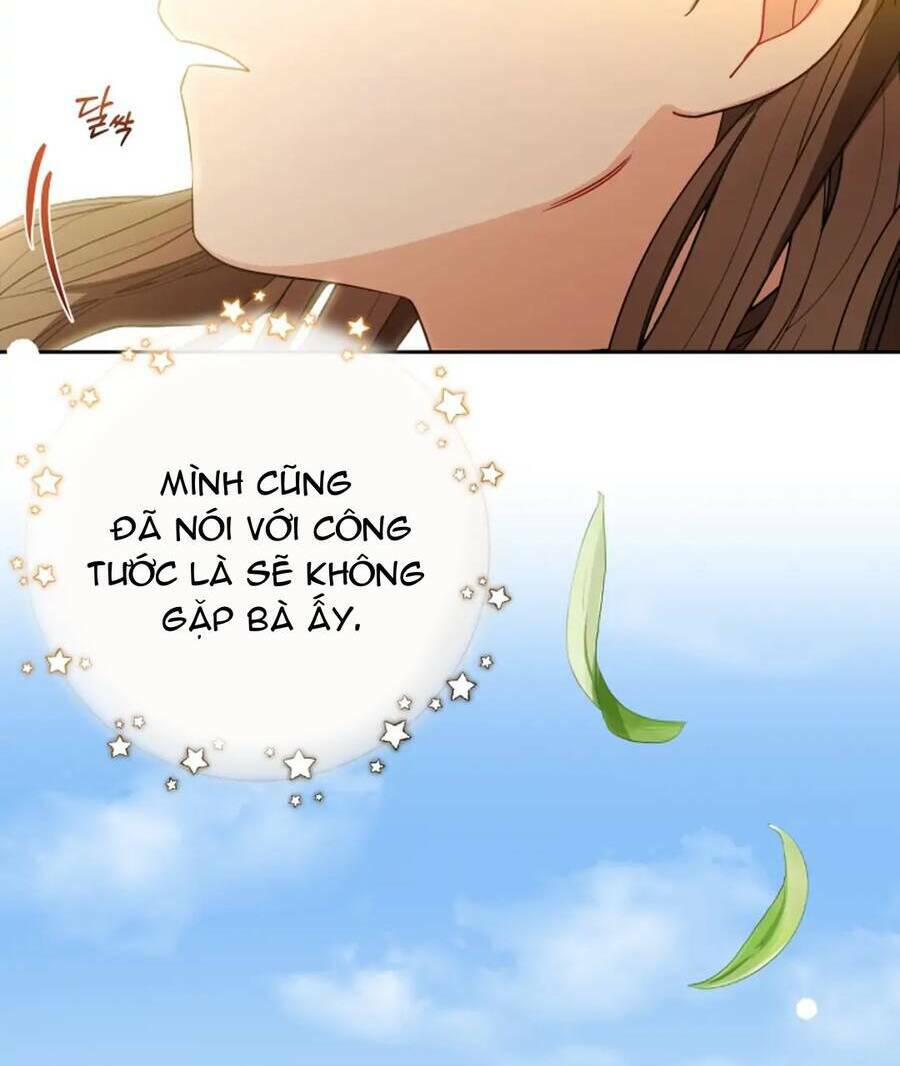 달싹
MÌNH CŨNG
ĐÃ NÓI VỚI CÔNG
TƯỚC LÀ SẼ KHÔNG
GẶP BÀ ẤY.